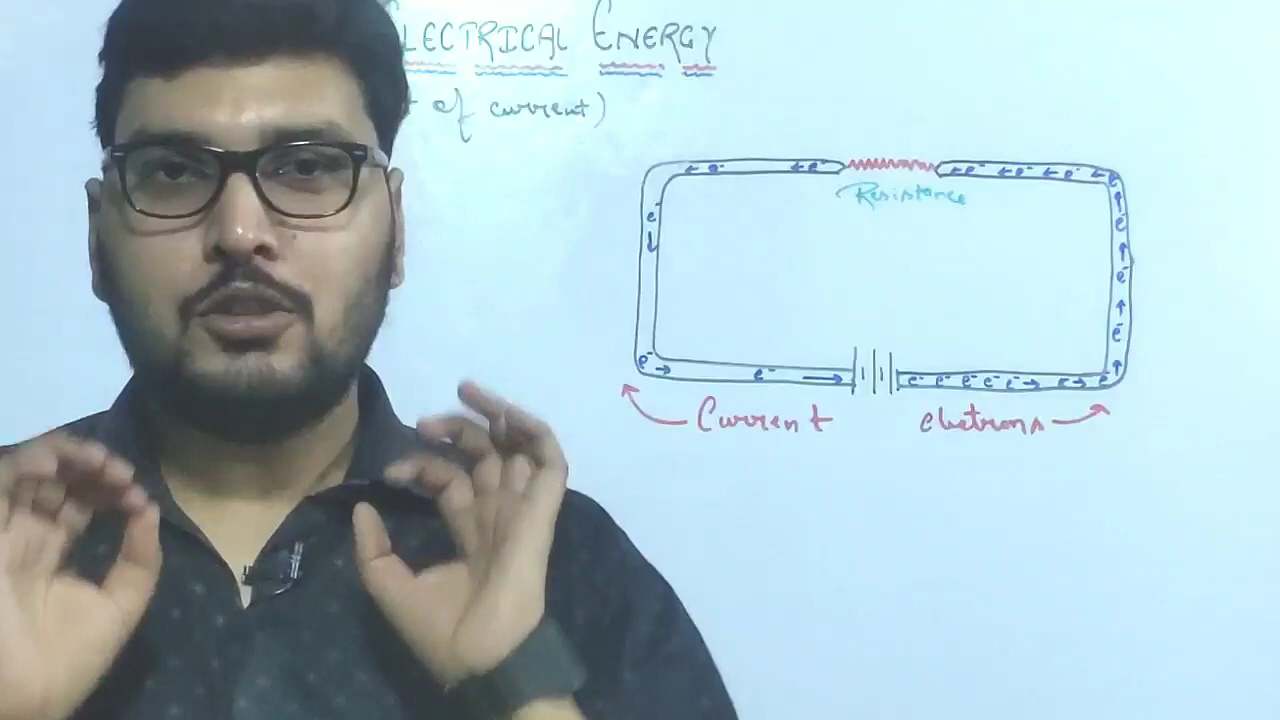 ELECTRICAL ENERGY
of current)
← e⁻ ← e⁻ ← e⁻ ← e⁻ ← e⁻ ← e⁻
Resistance
e⁻ e⁻
e⁻
e⁻
e⁻ → e⁻ → e⁻ e⁻ e⁻ e⁻ e⁻ → → e⁻
Current electrons